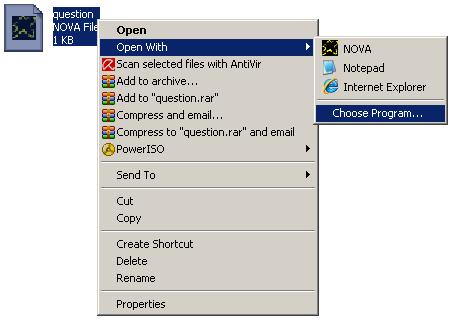 question
NOVA File
1 KB
Open
Open With
NOVA
Notepad
Internet Explorer
Choose Program...
Scan selected files with AntiVir
Add to archive...
Add to "question.rar"
Compress and email...
Compress to "question.rar" and email
PowerISO
Send To
Cut
Copy
Create Shortcut
Delete
Rename
Properties